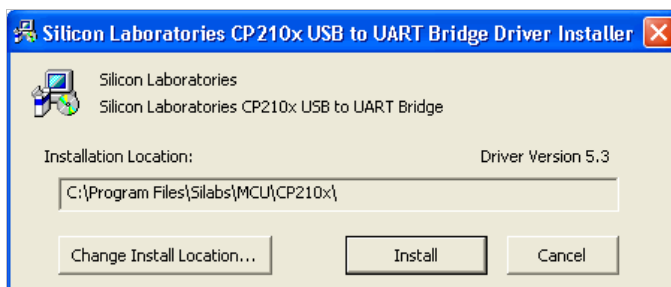 Silicon Laboratories CP210x USB to UART Bridge Driver Installer
Silicon Laboratories
Silicon Laboratories CP210x USB to UART Bridge
Installation Location:
Driver Version 5.3
C:\Program Files\Silabs\MCU\CP210x\
Change Install Location...
Install
Cancel